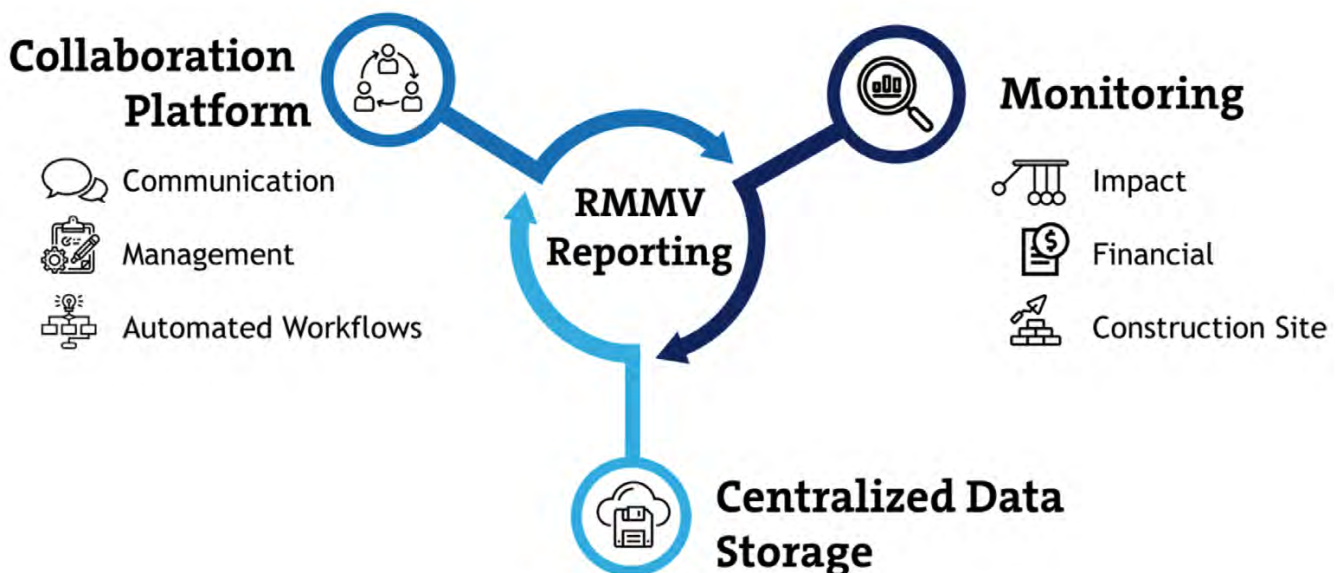 Collaboration
Platform
Communication
Management
Automated Workflows
RMMV
Reporting
Monitoring
Impact
Financial
Construction Site
Centralized Data
Storage